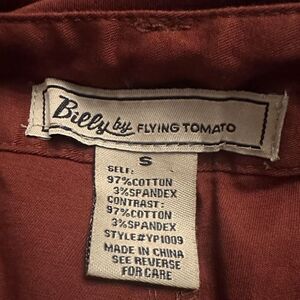 Billy by FLYING TOMATO
S
SELF:
97%COTTON
3%SPANDEX
CONTRAST:
97%COTTON
3%SPANDEX
STYLE#YP1009
MADE IN CHINA
SEE REVERSE
FOR CARE